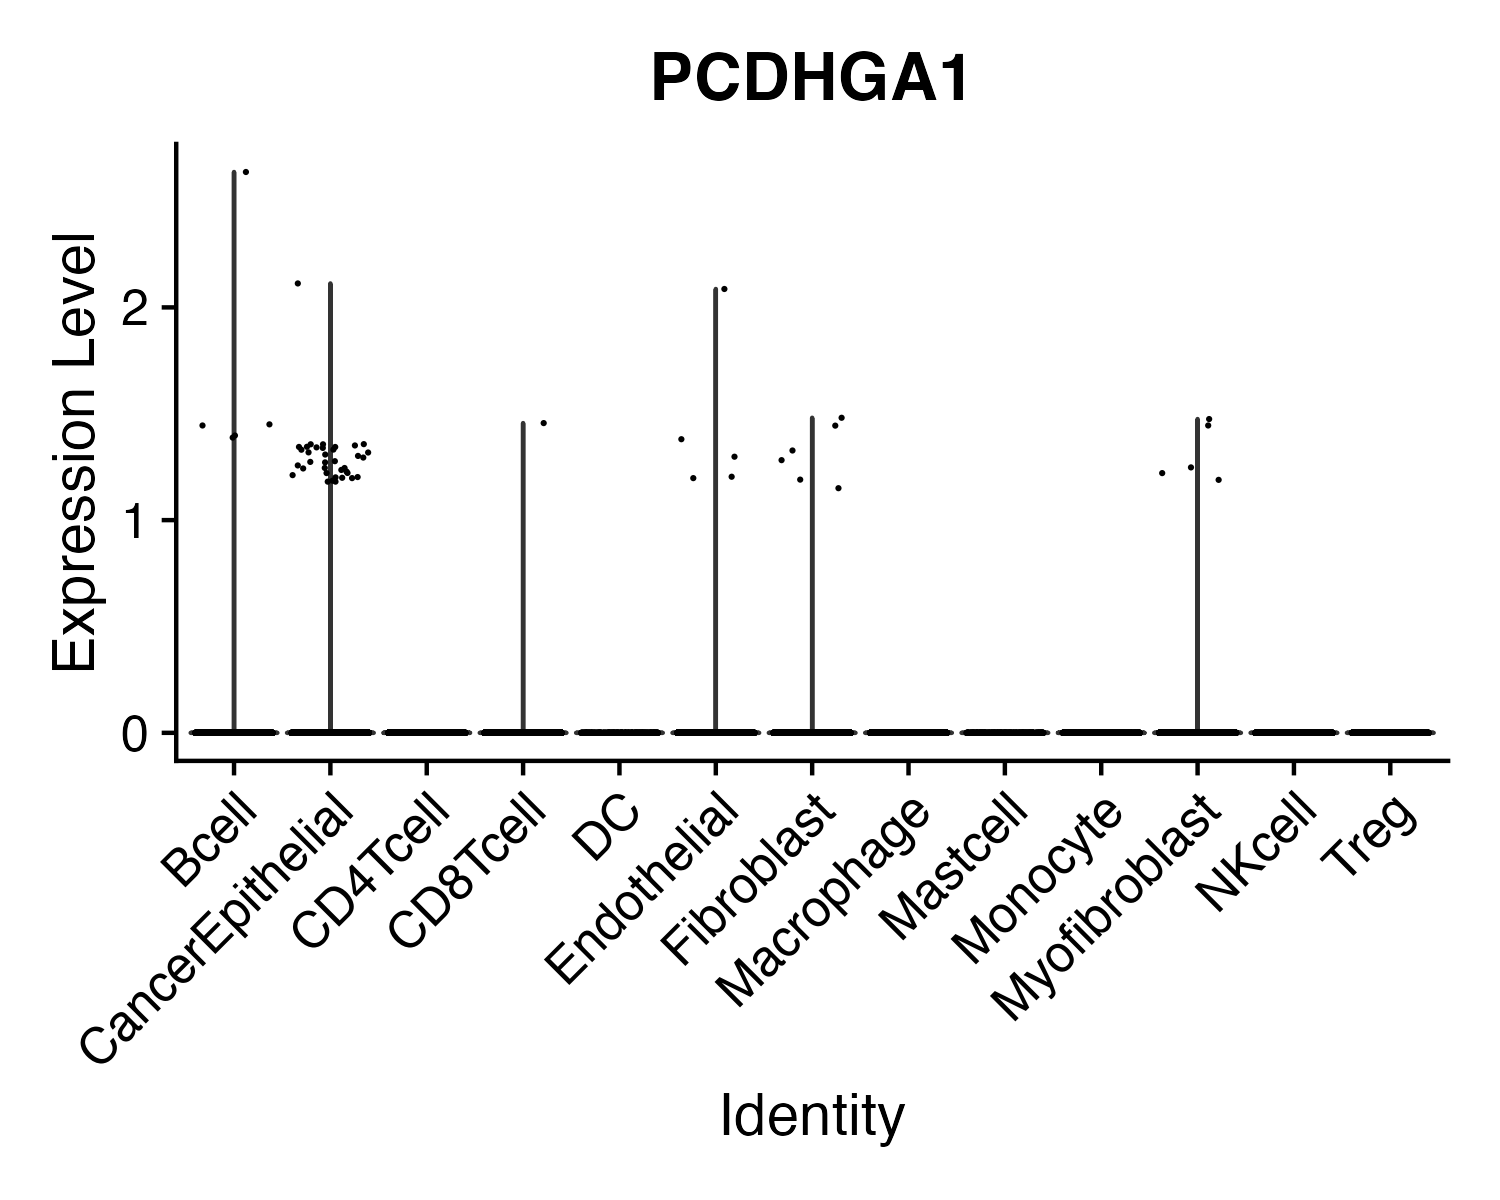 PCDHGA1
Expression Level
2
1
0
Bcell
CancerEpithelial
CD4Tcell
CD8Tcell
DC
Endothelial
Fibroblast
Macrophage
Mastcell
Monocyte
Myofibroblast
NKcell
Treg
Identity